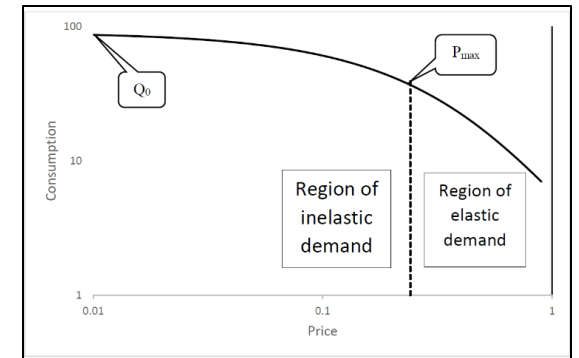 100
P_max
Q_0
Consumption
10
Region of
inelastic
demand
Region of
elastic
demand
1
0.01
0.1
1
Price